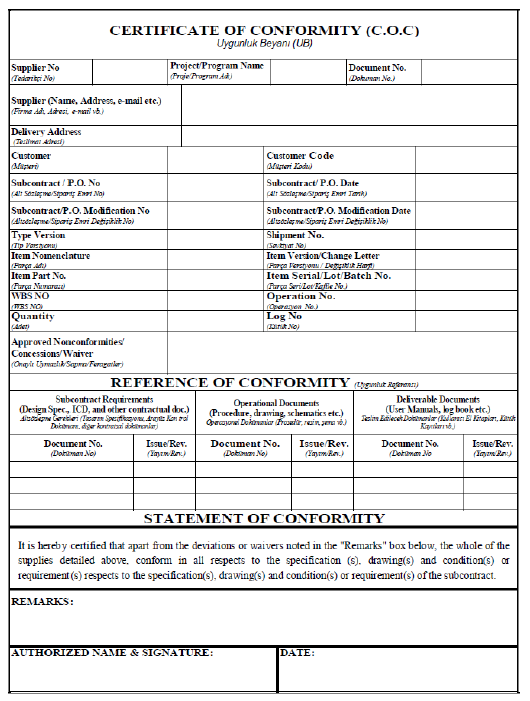 CERTIFICATE OF CONFORMITY (C.O.C)
Uygunluk Beyanı (UB)
Supplier No
(Tedarikçi No)
Project/Program Name
(Proje/Program Adı)
Document No.
(Doküman No.)
Supplier (Name, Address, e-mail etc.)
(Firma Adı, Adresi, e-mail vb.)
Delivery Address
(Teslimat Adresi)
Customer
(Müşteri)
Customer Code
(Müşteri Kodu)
Subcontract / P.O. No
(Alt Sözleşme/Sipariş Emri No)
Subcontract/ P.O. Date
(Alt Sözleşme/Sipariş Emri Tarih)
Subcontract/P.O. Modification No
(Altsözleşme/Sipariş Emri Değişiklik No)
Subcontract/P.O. Modification Date
(Altsözleşme/Sipariş Emri Değişiklik No)
Type Version
(Tip Versiyonu)
Shipment No.
(Sevkiyat No)
Item Nomenclature
(Parça Adı)
Item Version/Change Letter
(Parça Versiyonu / Değişiklik Harfi)
Item Part No.
(Parça Numarası)
Item Serial/Lot/Batch No.
(Parça Seri/Lot/Kafile No.)
WBS NO
(WBS NO)
Operation No.
(Operasyon No.)
Quantity
(Adet)
Log No
(Kütük No)
Approved Nonconformities/
Concessions/Waiver
(Onaylı Uymazlık/Sapma/Feragatler)
REFERENCE OF CONFORMITY (Uygunluk Referansı)
Subcontract Requirements
(Design Spec., ICD, and other contractual doc.)
Altsözleşme Gerekleri (Tasarım Spesifikasyonu, Arayüz Kontrol
Dokümanı, diğer kontratsal dokümanlar)
Operational Documents
(Procedure, drawing, schematics etc.)
Operasyonel Dokümanlar (Prosedür, resim, şema vb.)
Deliverable Documents
(User Manuals, log book etc.)
Teslim Edilecek Dokümanlar (Kullanıcı El Kitapları, Kütük
Kayıtları vb.)
Document No.
(Doküman No)
Issue/Rev.
(Yayım/Rev.)
Document No.
(Doküman No)
Issue/Rev.
(Yayım/Rev.)
Document No.
(Doküman No
Issue/Rev.
(Yayım/Rev.)
STATEMENT OF CONFORMITY
It is hereby certified that apart from the deviations or waivers noted in the "Remarks" box below, the whole of the
supplies detailed above, conform in all respects to the specification (s), drawing(s) and condition(s) or
requirement(s) respects to the specification(s), drawing(s) and condition(s) or requirement(s) of the subcontract.
REMARKS:
AUTHORIZED NAME & SIGNATURE:
DATE: